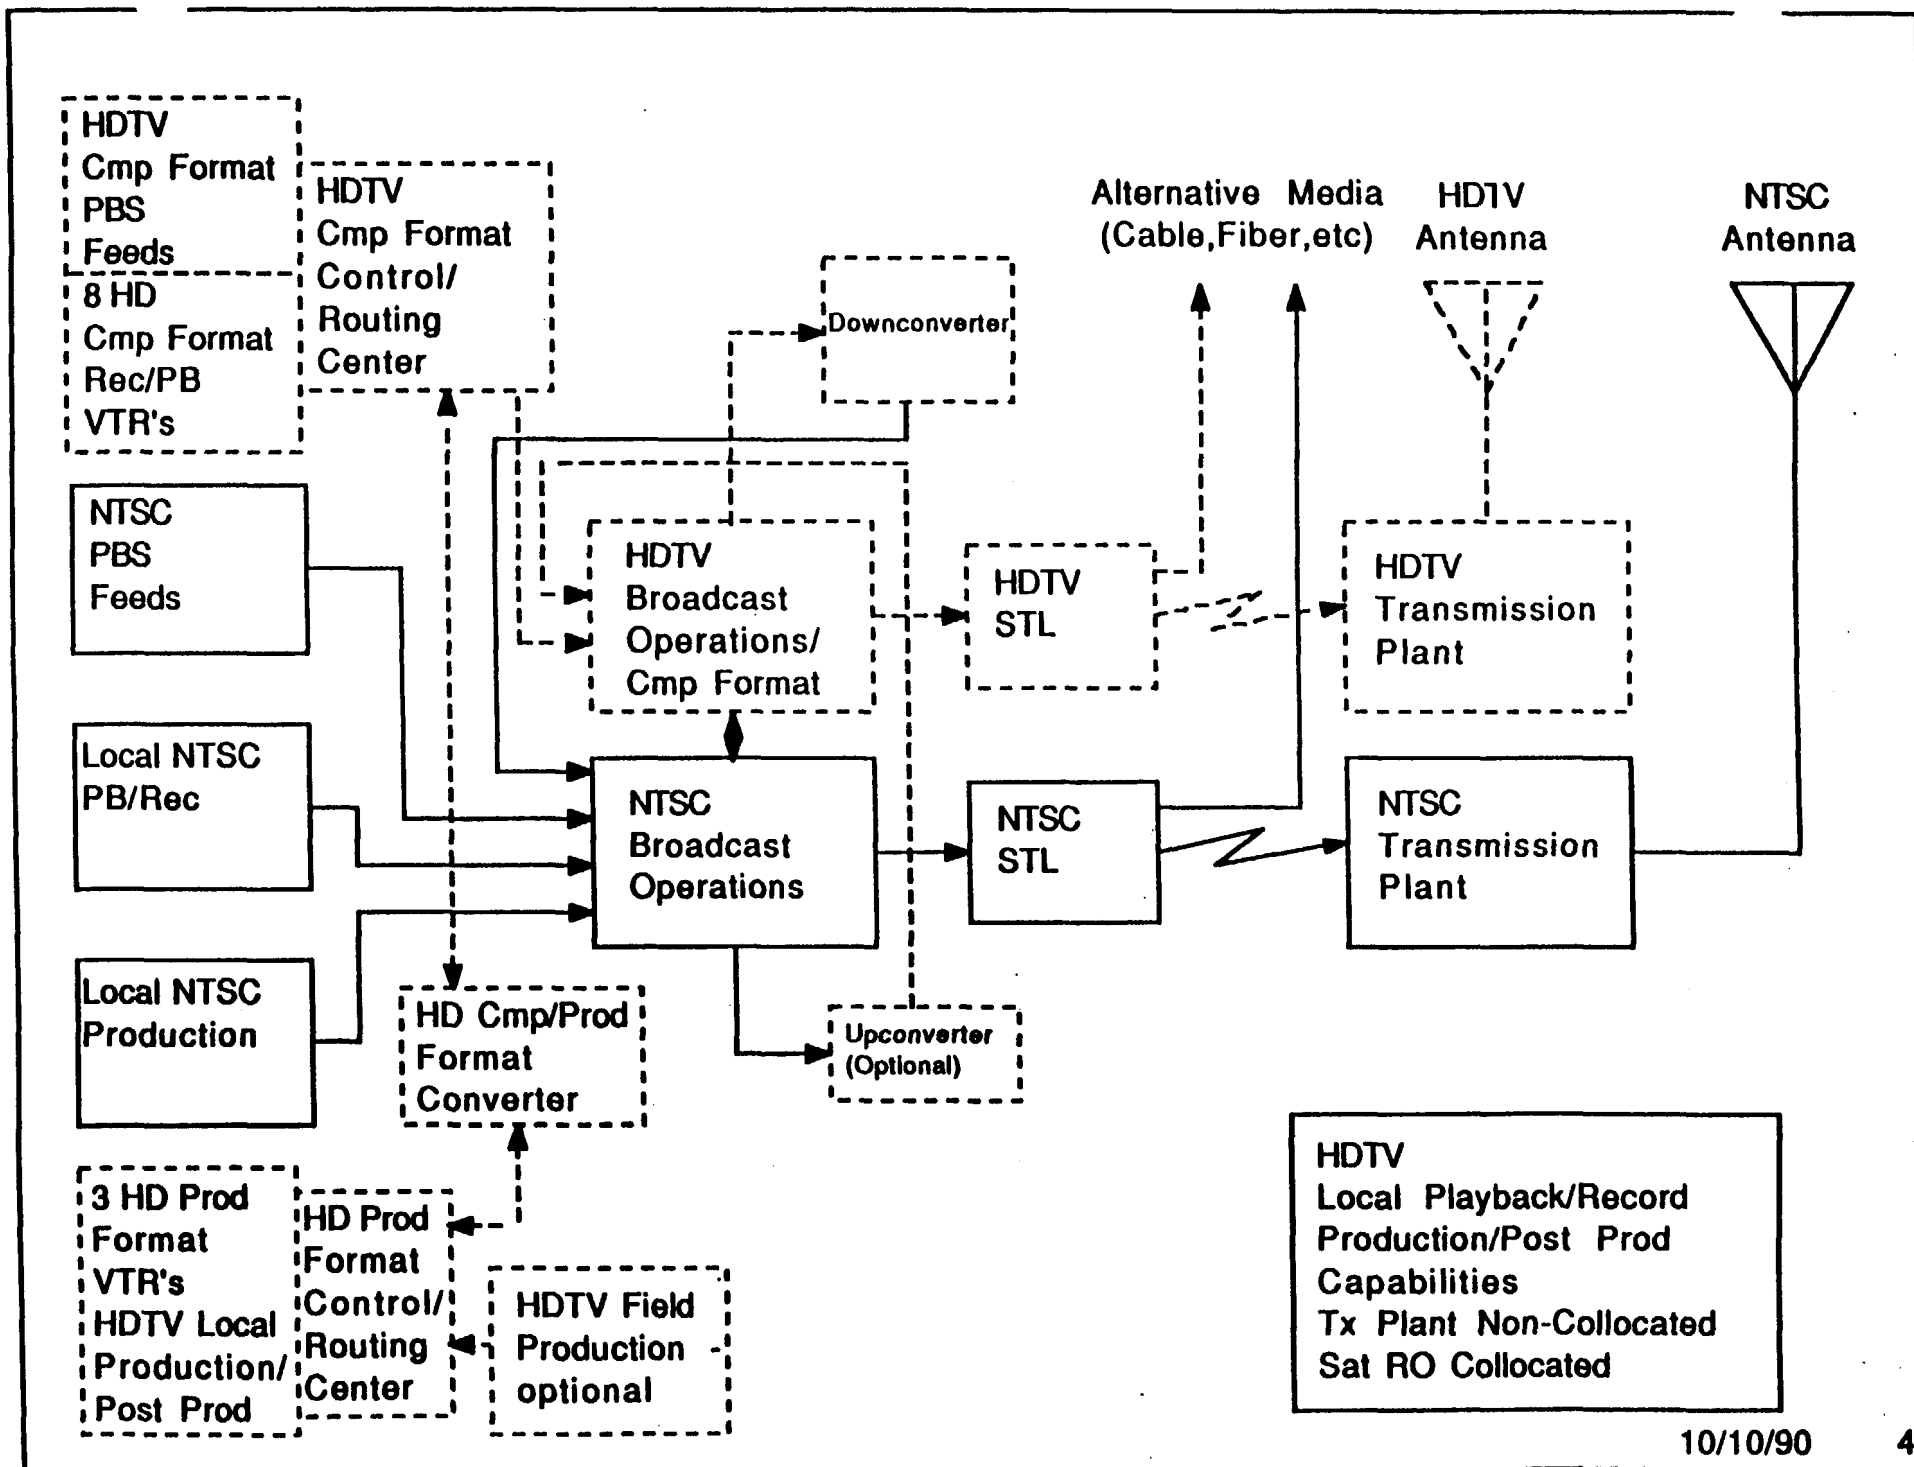 HDTV
Cmp Format
PBS
Feeds
8 HD
Cmp Format
Rec/PB
VTR's
HDTV
Cmp Format
Control/
Routing
Center
Downconverter
Alternative Media
(Cable,Fiber,etc)
HDTV
Antenna
NTSC
Antenna
NTSC
PBS
Feeds
HDTV
Broadcast
Operations/
Cmp Format
HDTV
STL
HDTV
Transmission
Plant
Local NTSC
PB/Rec
NTSC
Broadcast
Operations
NTSC
STL
NTSC
Transmission
Plant
Local NTSC
Production
HD Cmp/Prod
Format
Converter
Upconverter
(Optional)
3 HD Prod
Format
VTR's
HDTV Local
Production/
Post Prod
HD Prod
Format
Control/
Routing
Center
HDTV Field
Production
optional
HDTV
Local Playback/Record
Production/Post Prod
Capabilities
Tx Plant Non-Collocated
Sat RO Collocated
10/10/90 4